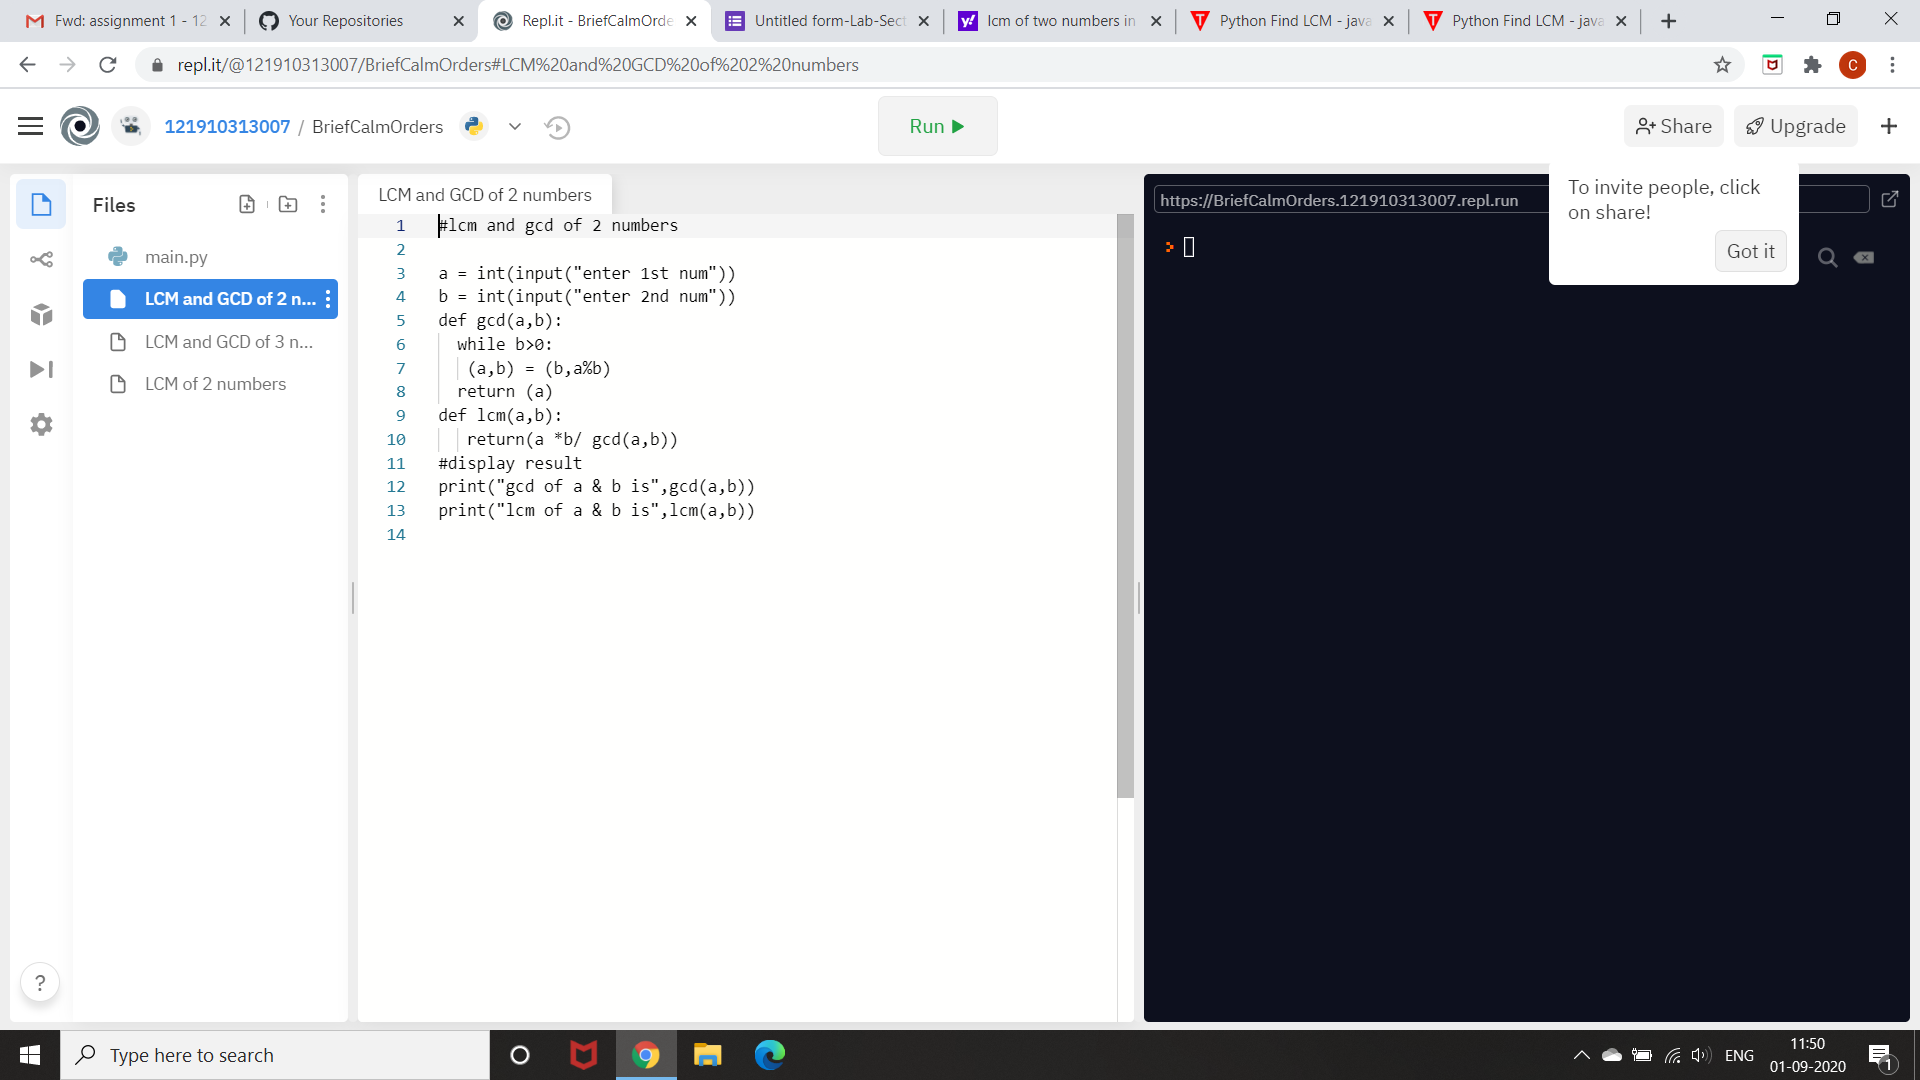 Fwd: assignment 1 - 12
Your Repositories
Repl.it - BriefCalmOrde
Untitled form-Lab-Sect
lcm of two numbers in
Python Find LCM - java
Python Find LCM - java
repl.it/@121910313007/BriefCalmOrders#LCM%20and%20GCD%20of%202%20numbers
C
121910313007 / BriefCalmOrders
Run
Share
Upgrade
To invite people, click
on share!
Got it
Files
main.py
LCM and GCD of 2 n...
LCM and GCD of 3 n...
LCM of 2 numbers
LCM and GCD of 2 numbers
1 #lcm and gcd of 2 numbers
2
3 a = int(input("enter 1st num"))
4 b = int(input("enter 2nd num"))
5 def gcd(a,b):
6 while b>0:
7 (a,b) = (b,a%b)
8 return (a)
9 def lcm(a,b):
10 return(a *b/ gcd(a,b))
11 #display result
12 print("gcd of a & b is",gcd(a,b))
13 print("lcm of a & b is",lcm(a,b))
14
https://BriefCalmOrders.121910313007.repl.run
?
Type here to search
ENG
11:50
01-09-2020
1